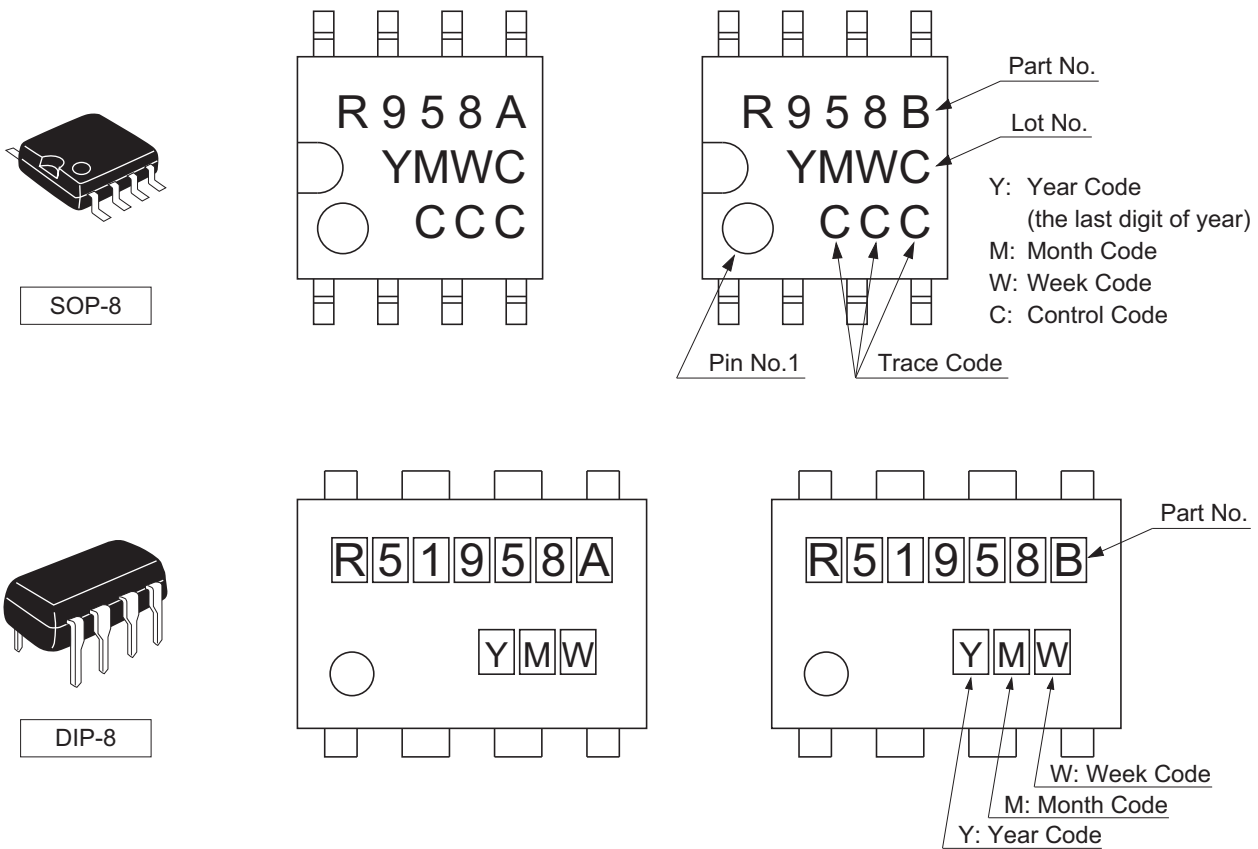 R958A
YMWC
CCC
SOP-8
R958B
YMWC
CCC
Part No.
Lot No.
Y: Year Code
(the last digit of year)
M: Month Code
W: Week Code
C: Control Code
Pin No.1
Trace Code
R51958A
YMW
DIP-8
R51958B
YMW
Part No.
W: Week Code
M: Month Code
Y: Year Code